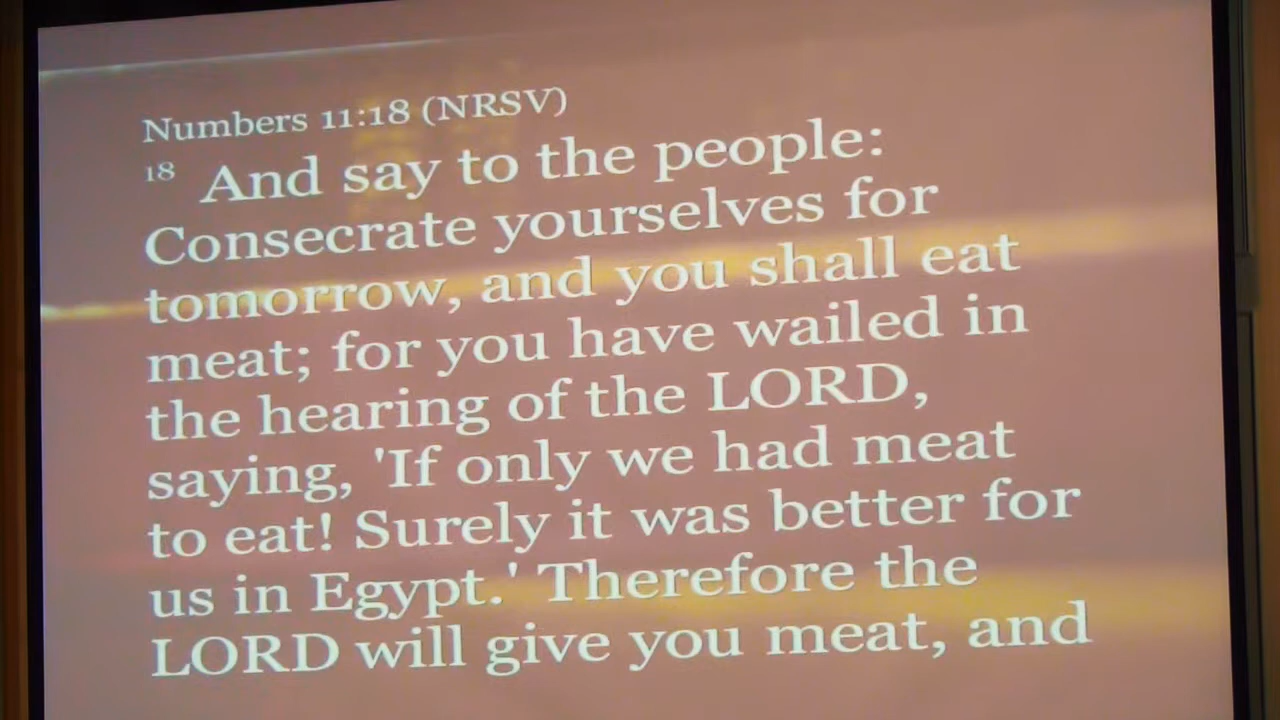 Numbers 11:18 (NRSV)
18 And say to the people:
Consecrate yourselves for
tomorrow, and you shall eat
meat; for you have wailed in
the hearing of the LORD,
saying, 'If only we had meat
to eat! Surely it was better for
us in Egypt.' Therefore the
LORD will give you meat, and